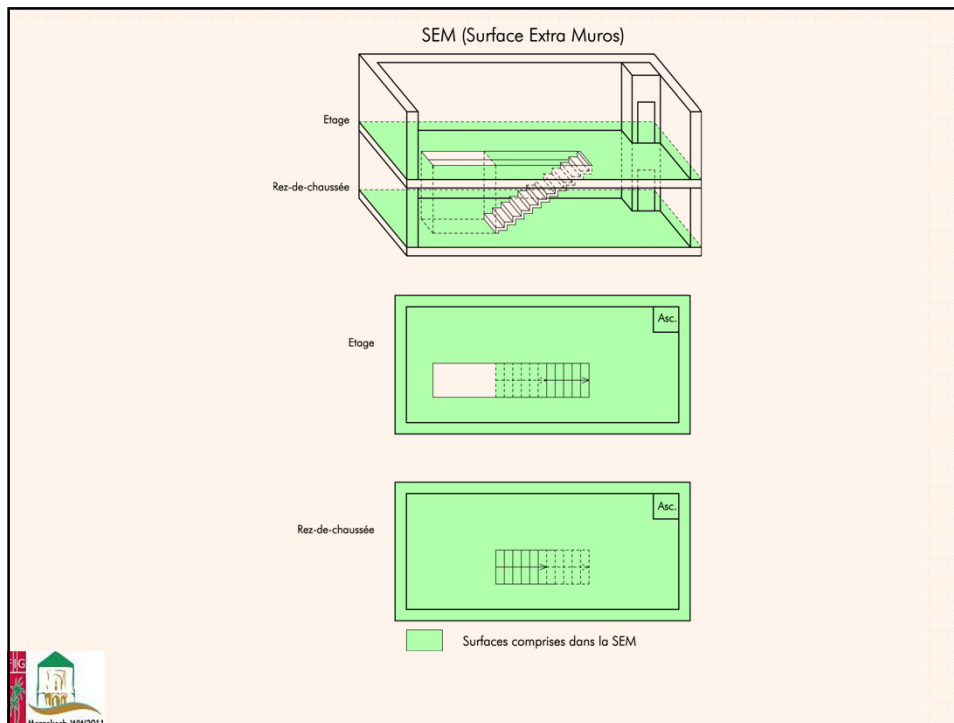 SEM (Surface Extra Muros)
Etage
Rez-de-chaussée
Etage
Asc.
Rez-de-chaussée
Asc.
Surfaces comprises dans la SEM